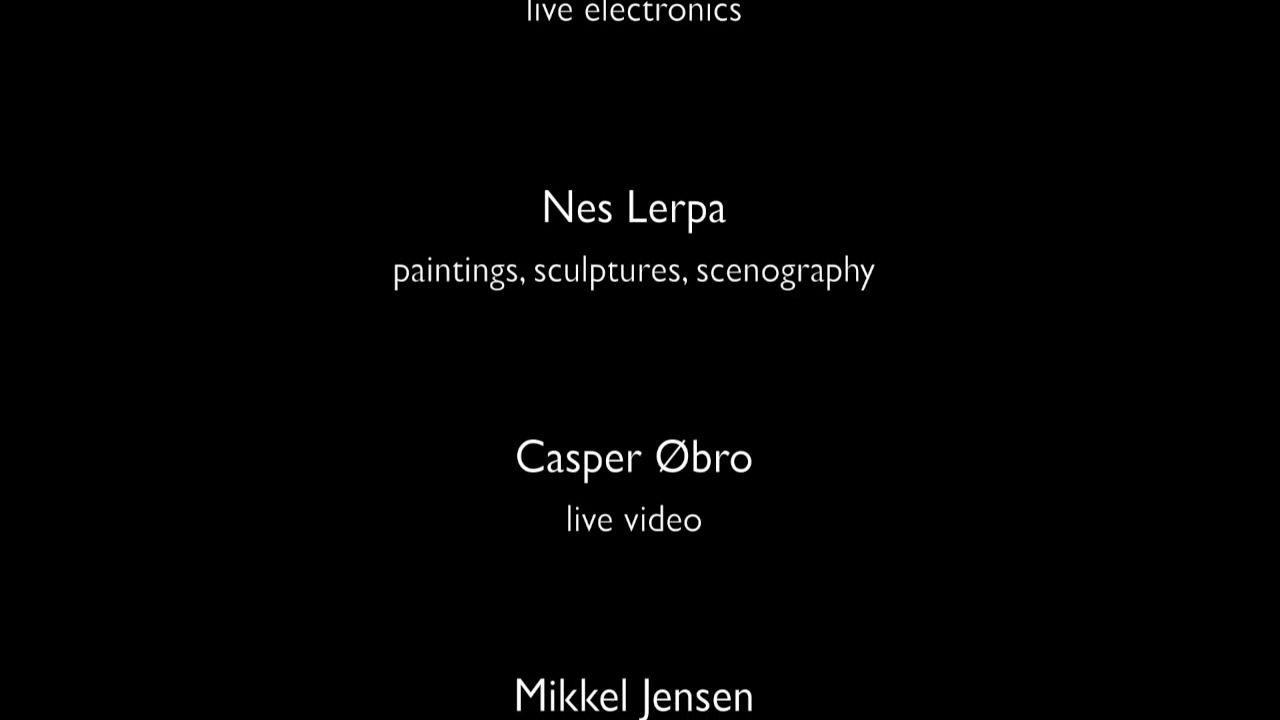 live electronics
Nes Lerpa
paintings, sculptures, scenography
Casper Øbro
live video
Mikkel Jensen